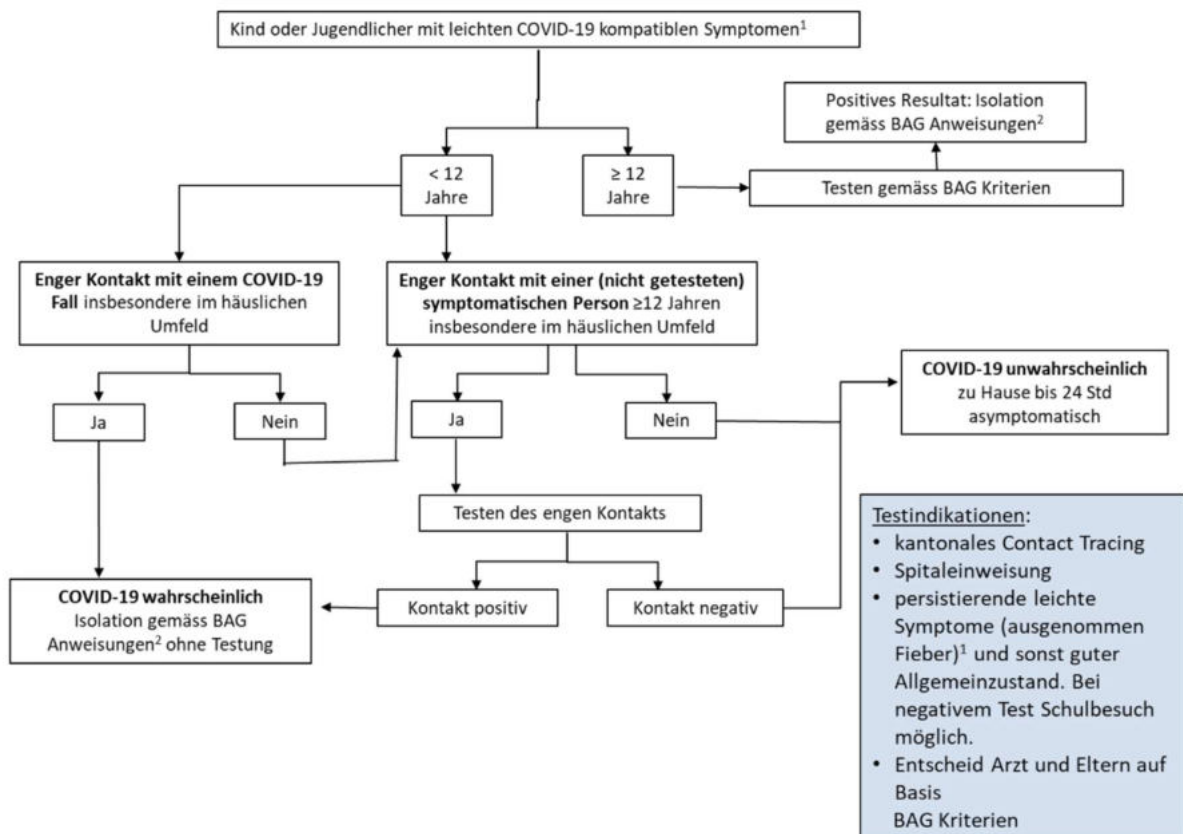 Kind oder Jugendlicher mit leichten COVID-19 kompatiblen Symptomen¹
Positives Resultat: Isolation
gemäss BAG Anweisungen²
< 12
Jahre
≥ 12
Jahre
Testen gemäss BAG Kriterien
Enger Kontakt mit einem COVID-19
Fall insbesondere im häuslichen
Umfeld
Enger Kontakt mit einer (nicht getesteten)
symptomatischen Person ≥12 Jahren
insbesondere im häuslichen Umfeld
COVID-19 unwahrscheinlich
zu Hause bis 24 Std
asymptomatisch
Ja
Nein
Ja
Nein
Testen des engen Kontakts
COVID-19 wahrscheinlich
Isolation gemäss BAG
Anweisungen² ohne Testung
Kontakt positiv
Kontakt negativ
Testindikationen:
• kantonales Contact Tracing
• Spitaleinweisung
• persistierende leichte
Symptome (ausgenommen
Fieber)¹ und sonst guter
Allgemeinzustand. Bei
negativem Test Schulbesuch
möglich.
• Entscheid Arzt und Eltern auf
Basis
BAG Kriterien